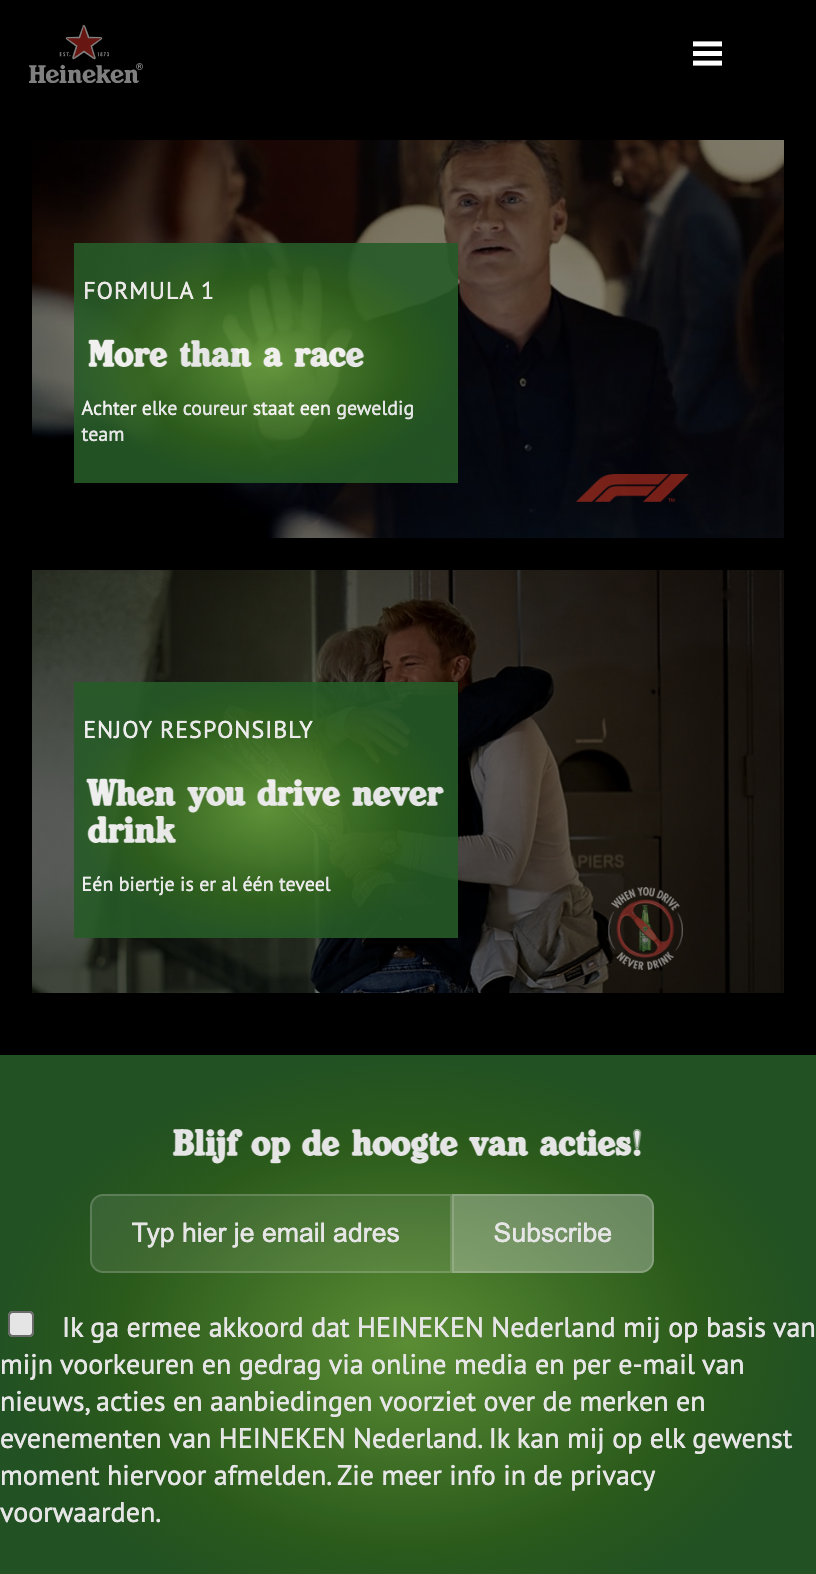 EST. 1873
Heineken®
FORMULA 1
More than a race
Achter elke coureur staat een geweldig
team
F1
ENJOY RESPONSIBLY
When you drive never
drink
Eén biertje is er al één teveel
PIERS
WHEN YOU DRIVE
NEVER DRINK
Blijf op de hoogte van acties!
Typ hier je email adres
Subscribe
Ik ga ermee akkoord dat HEINEKEN Nederland mij op basis van
mijn voorkeuren en gedrag via online media en per e-mail van
nieuws, acties en aanbiedingen voorziet over de merken en
evenementen van HEINEKEN Nederland. Ik kan mij op elk gewenst
moment hiervoor afmelden. Zie meer info in de privacy
voorwaarden.